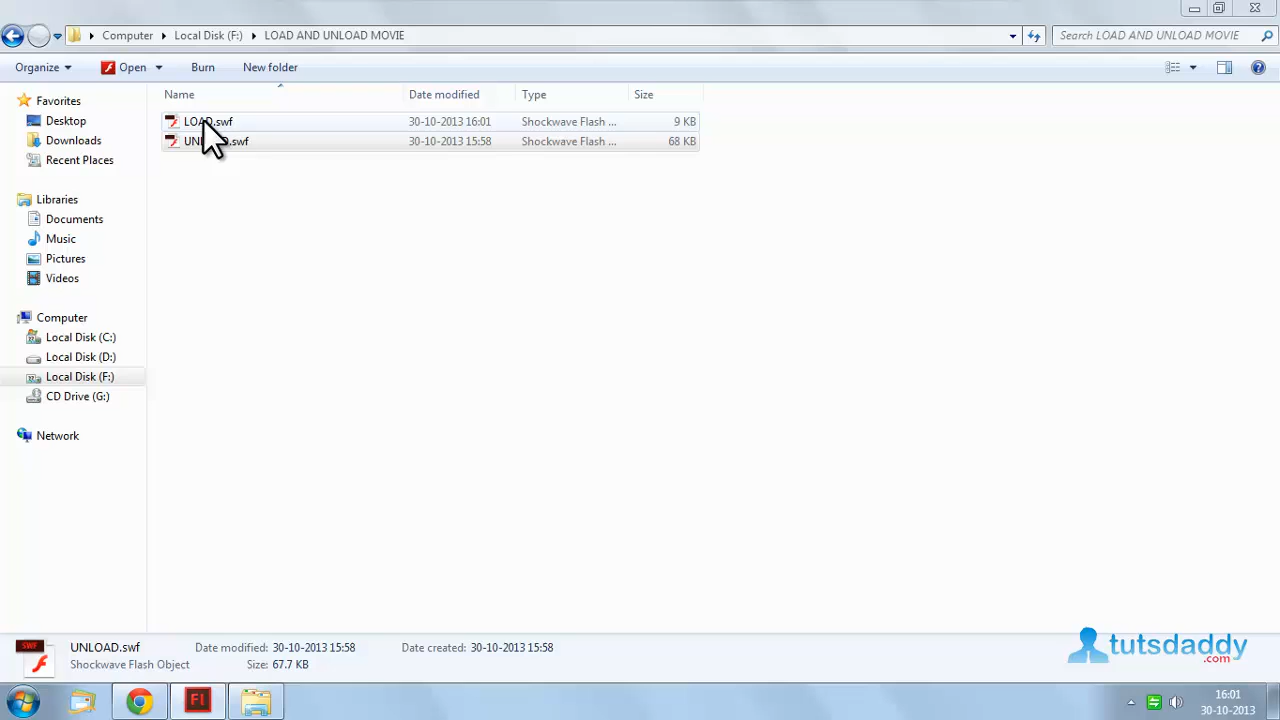 Computer Local Disk (F:) LOAD AND UNLOAD MOVIE Search LOAD AND UNLOAD MOVIE
Organize Open Burn New folder
Name Date modified Type Size
LOAD.swf 30-10-2013 16:01 Shockwave Flash ... 9 KB
UNLOAD.swf 30-10-2013 15:58 Shockwave Flash ... 68 KB
Favorites
Desktop
Downloads
Recent Places
Libraries
Documents
Music
Pictures
Videos
Computer
Local Disk (C:)
Local Disk (D:)
Local Disk (F:)
CD Drive (G:)
Network
SWF
UNLOAD.swf Date modified: 30-10-2013 15:58 Date created: 30-10-2013 15:58
Shockwave Flash Object Size: 67.7 KB
tutsdaddy
.com
Fl
16:01
30-10-2013